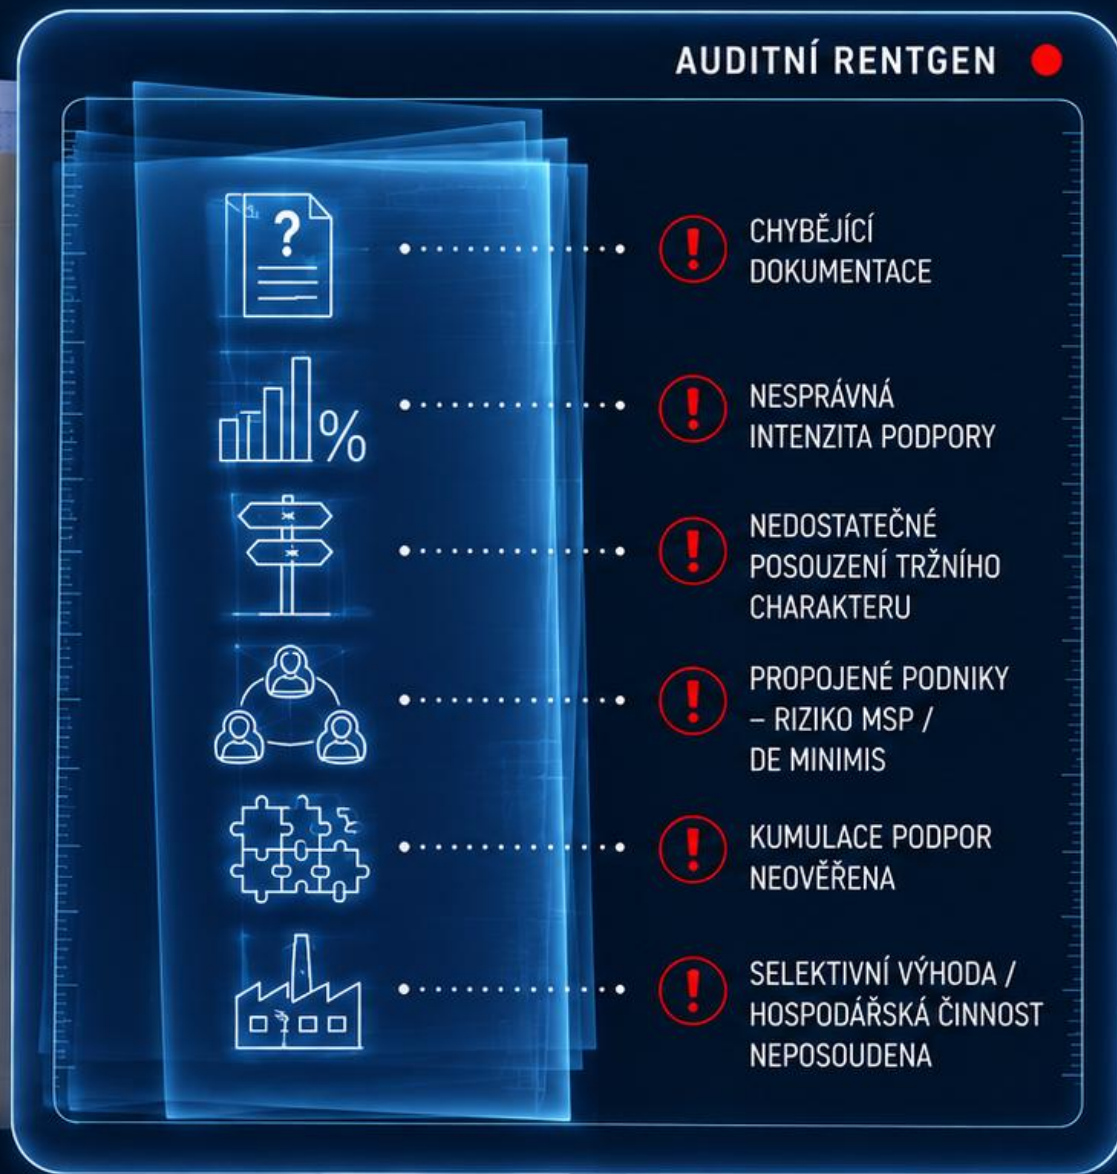 AUDITNÍ RENTGEN
?
CHYBĚJÍCÍ
DOKUMENTACE
%
NESPRÁVNÁ
INTENZITA PODPORY
NEDOSTATEČNÉ
POSOUZENÍ TRŽNÍHO
CHARAKTERU
PROPOJENÉ PODNIKY
– RIZIKO MSP /
DE MINIMIS
KUMULACE PODPOR
NEOVĚŘENA
SELEKTIVNÍ VÝHODA /
HOSPODÁŘSKÁ ČINNOST
NEPOSOUDENA